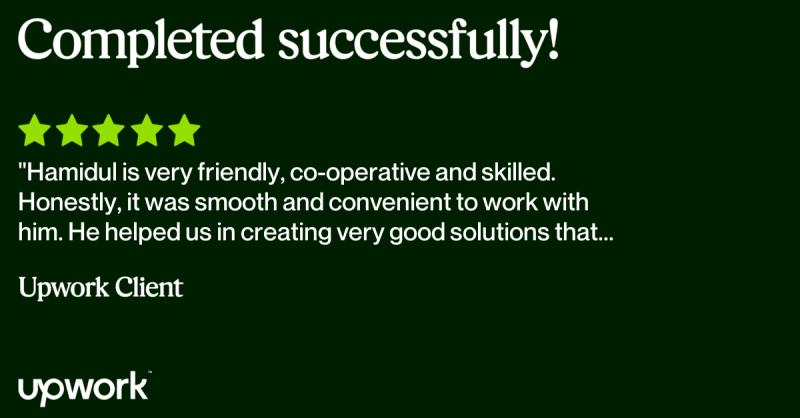 Completed successfully!
"Hamidul is very friendly, co-operative and skilled.
Honestly, it was smooth and convenient to work with
him. He helped us in creating very good solutions that...
Upwork Client
upwork™